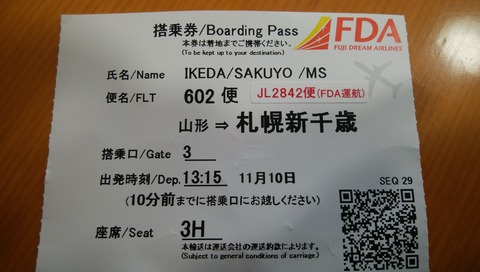 搭乗券/Boarding Pass
本券は着地までご携帯ください。
(To be kept up to your destination)
FDA
FUJI DREAM AIRLINES
氏名/Name IKEDA/SAKUYO /MS
便名/FLT 602 便 JL2842便(FDA運航)
山形 ⇒ 札幌新千歳
搭乗口/Gate 3
出発時刻/Dep. 13:15 11月10日 SEQ 29
(10分前までに搭乗口にお越しください)
座席/Seat 3H
本輸送は運送会社の運送約款によります。
(Subject to general conditions of carriage)